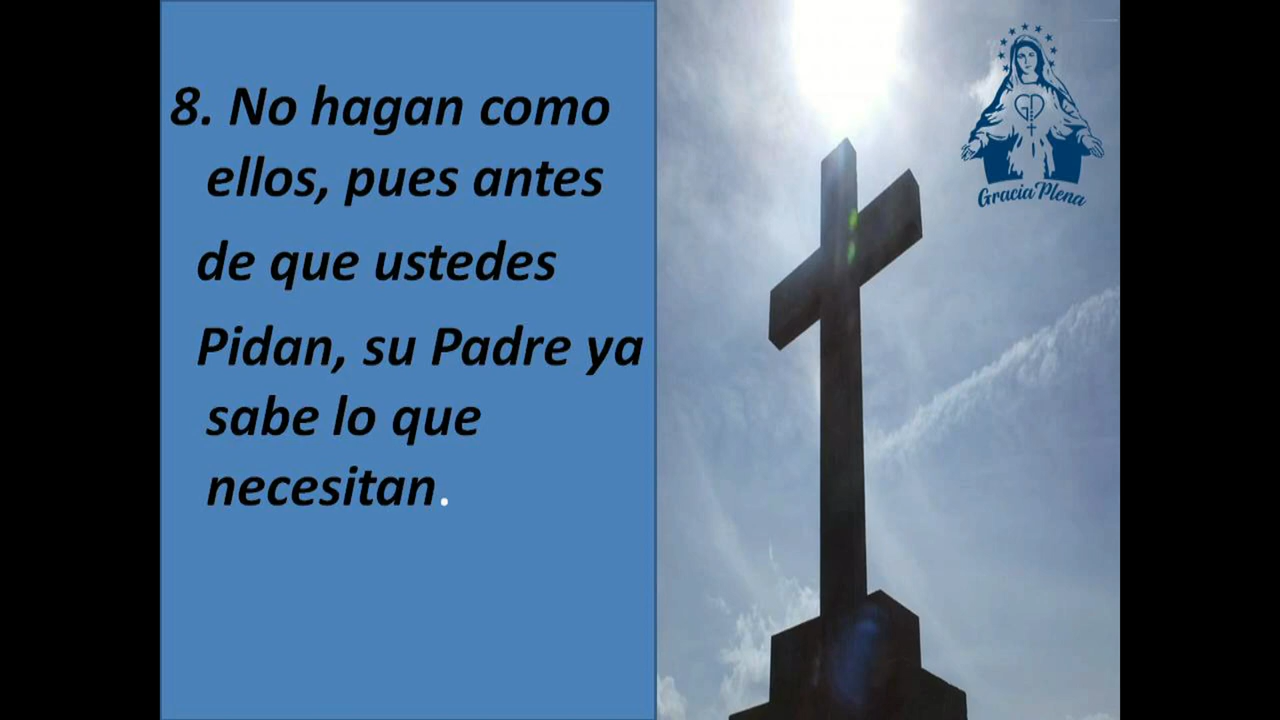 8. No hagan como
ellos, pues antes
de que ustedes
Pidan, su Padre ya
sabe lo que
necesitan.
Gracia Plena